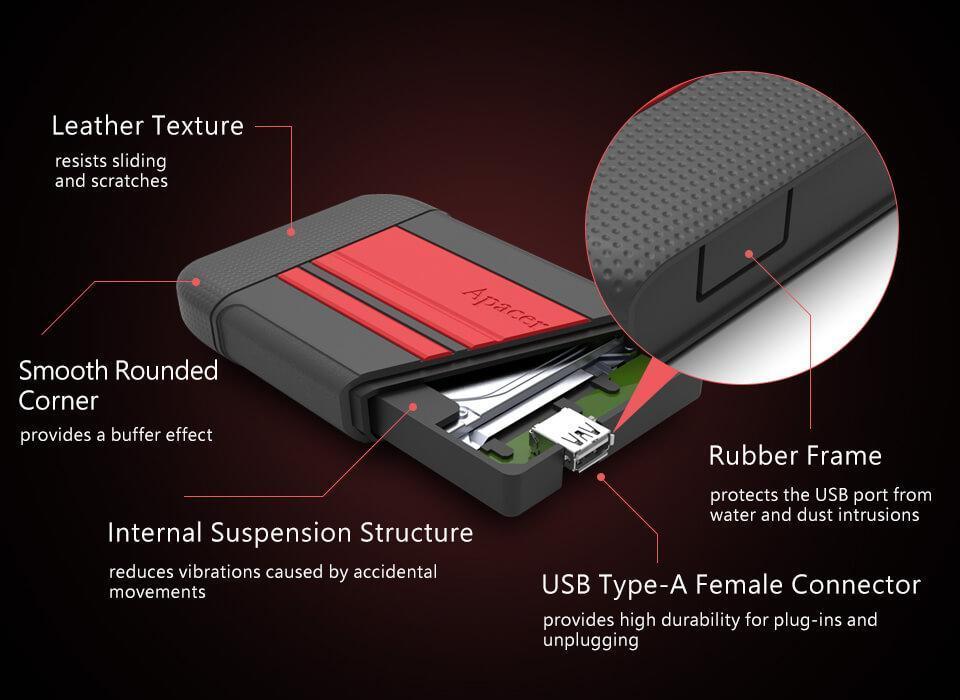 Leather Texture
resists sliding
and scratches
Apacer
Smooth Rounded
Corner
provides a buffer effect
Rubber Frame
protects the USB port from
water and dust intrusions
Internal Suspension Structure
reduces vibrations caused by accidental
movements
USB Type-A Female Connector
provides high durability for plug-ins and
unplugging